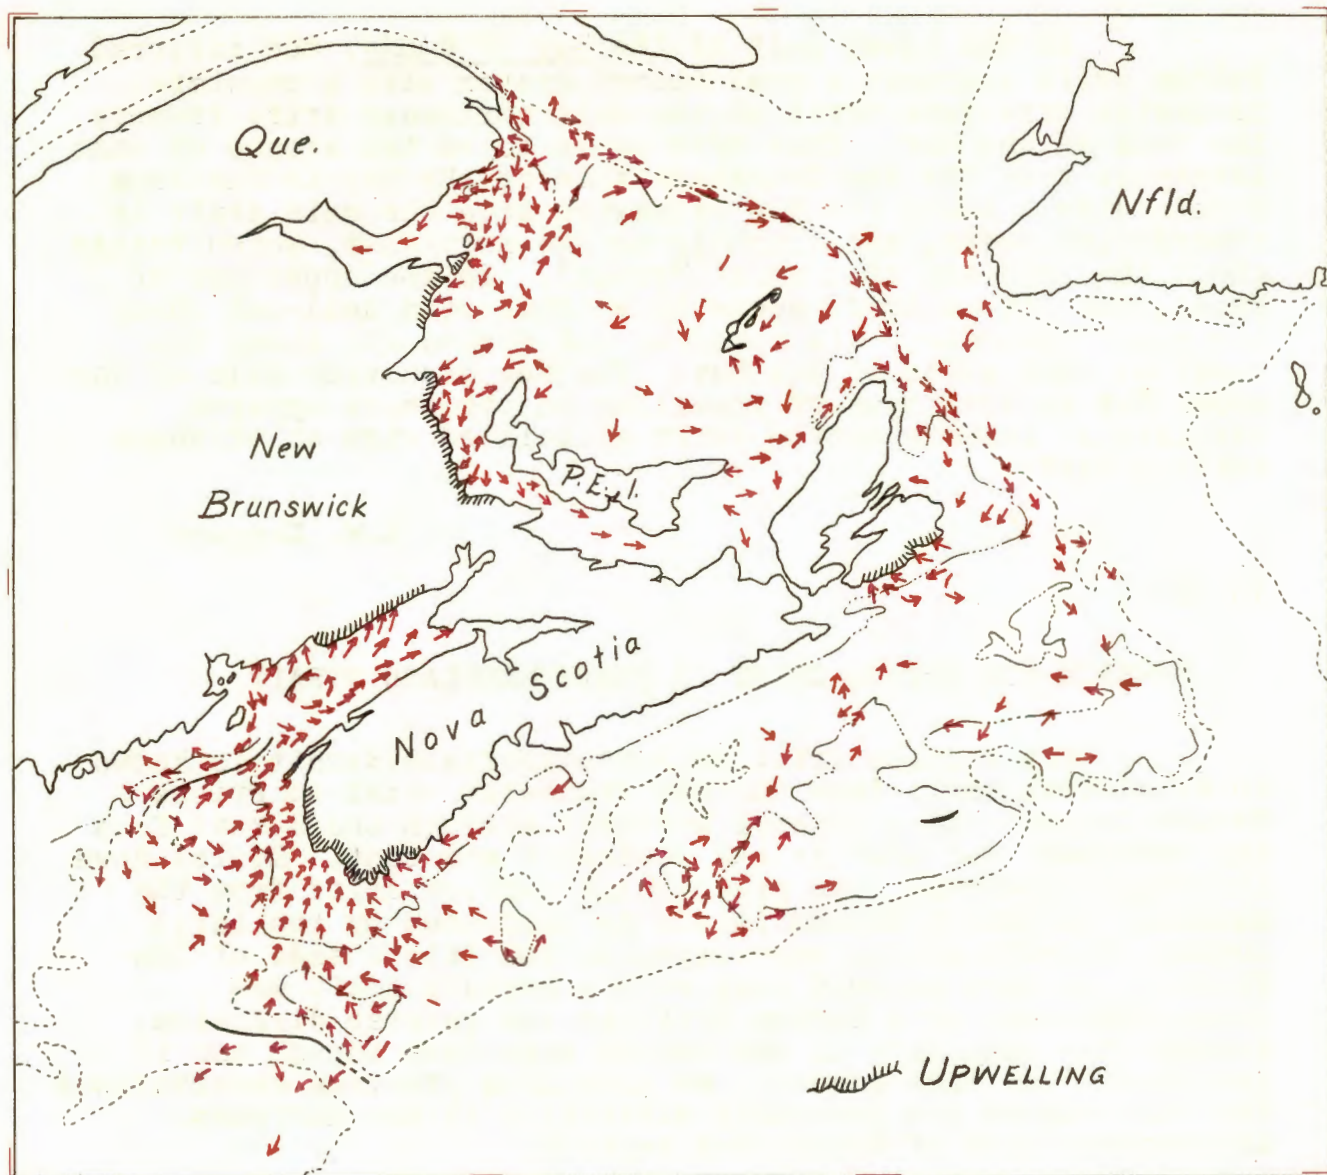 Que.
Nfld.
New
Brunswick
P.E.I.
Nova Scotia
UPWELLING